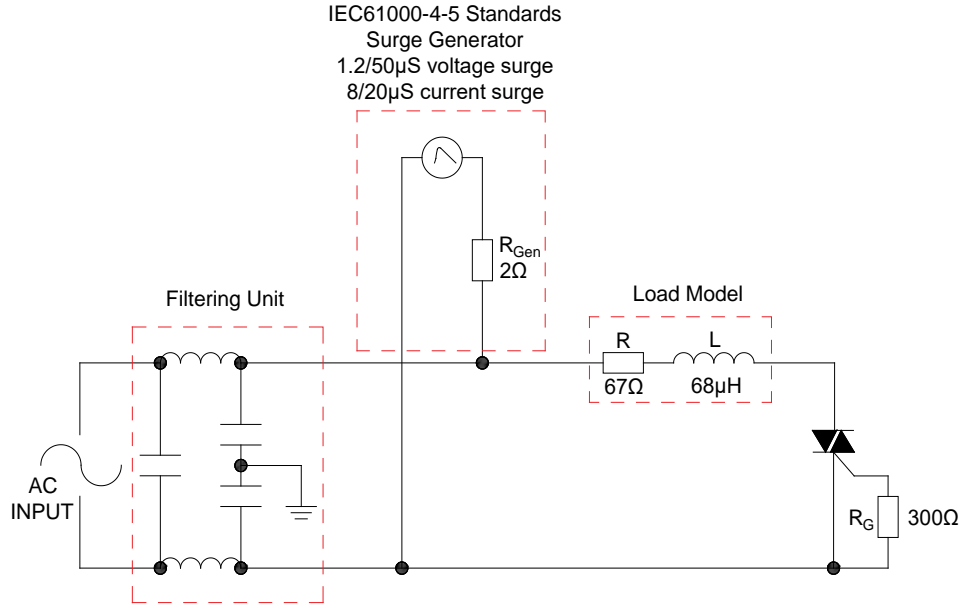 IEC61000-4-5 Standards
Surge Generator
1.2/50µS voltage surge
8/20µS current surge
RGen
2Ω
Filtering Unit
Load Model
R
L
67Ω
68µH
AC
INPUT
RG
300Ω